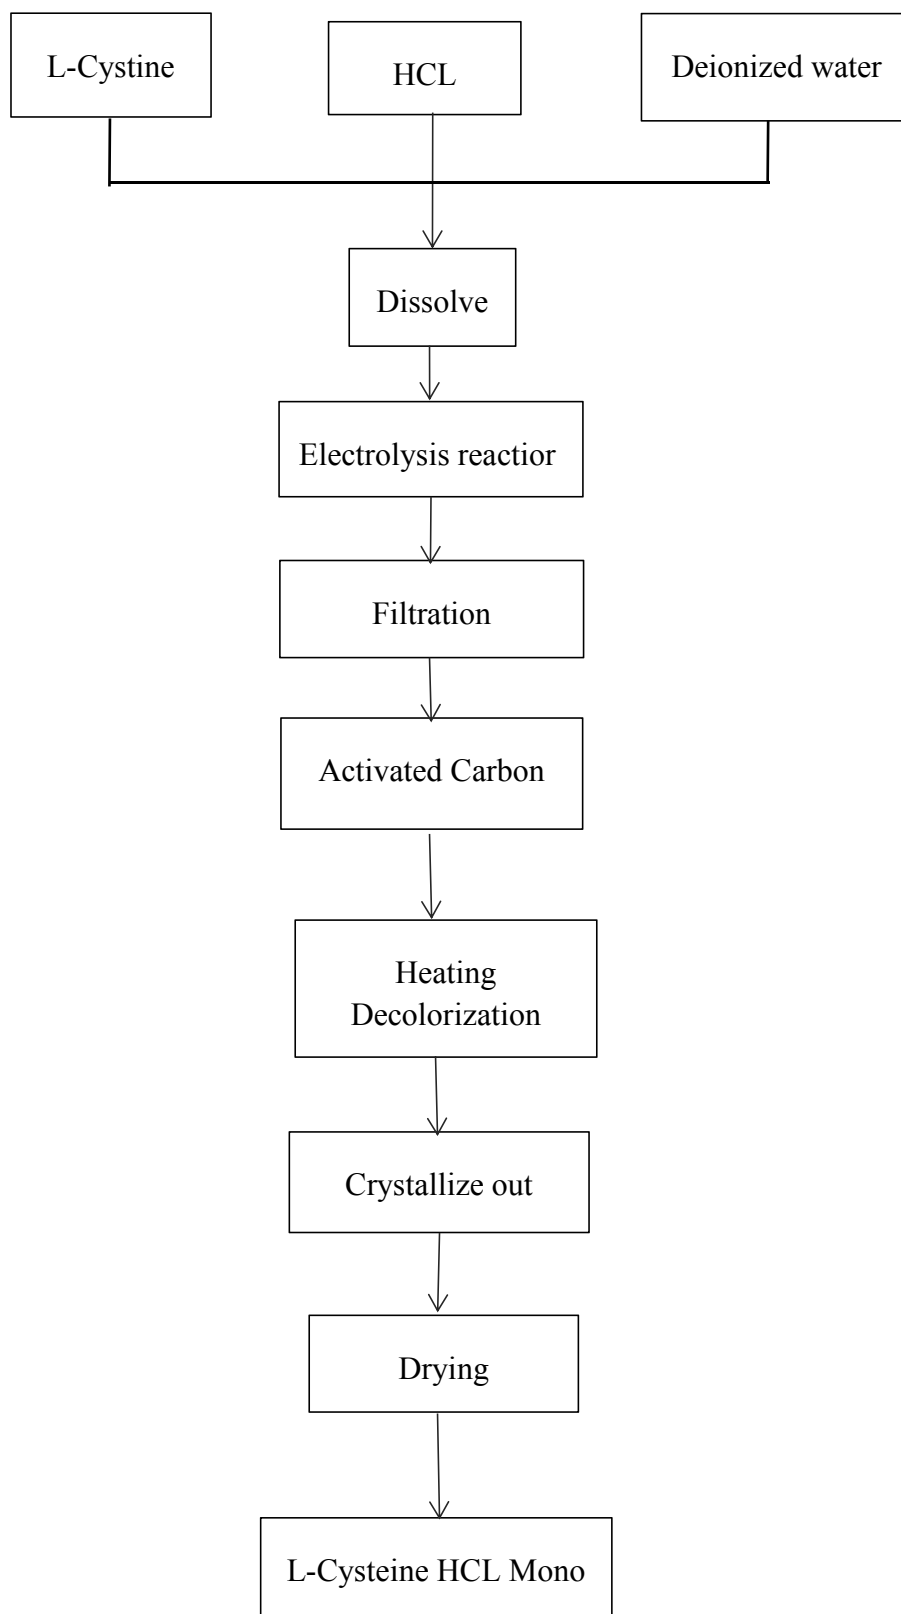 L-Cystine
HCL
Deionized water
Dissolve
Electrolysis reactior
Filtration
Activated Carbon
Heating
Decolorization
Crystallize out
Drying
L-Cysteine HCL Mono